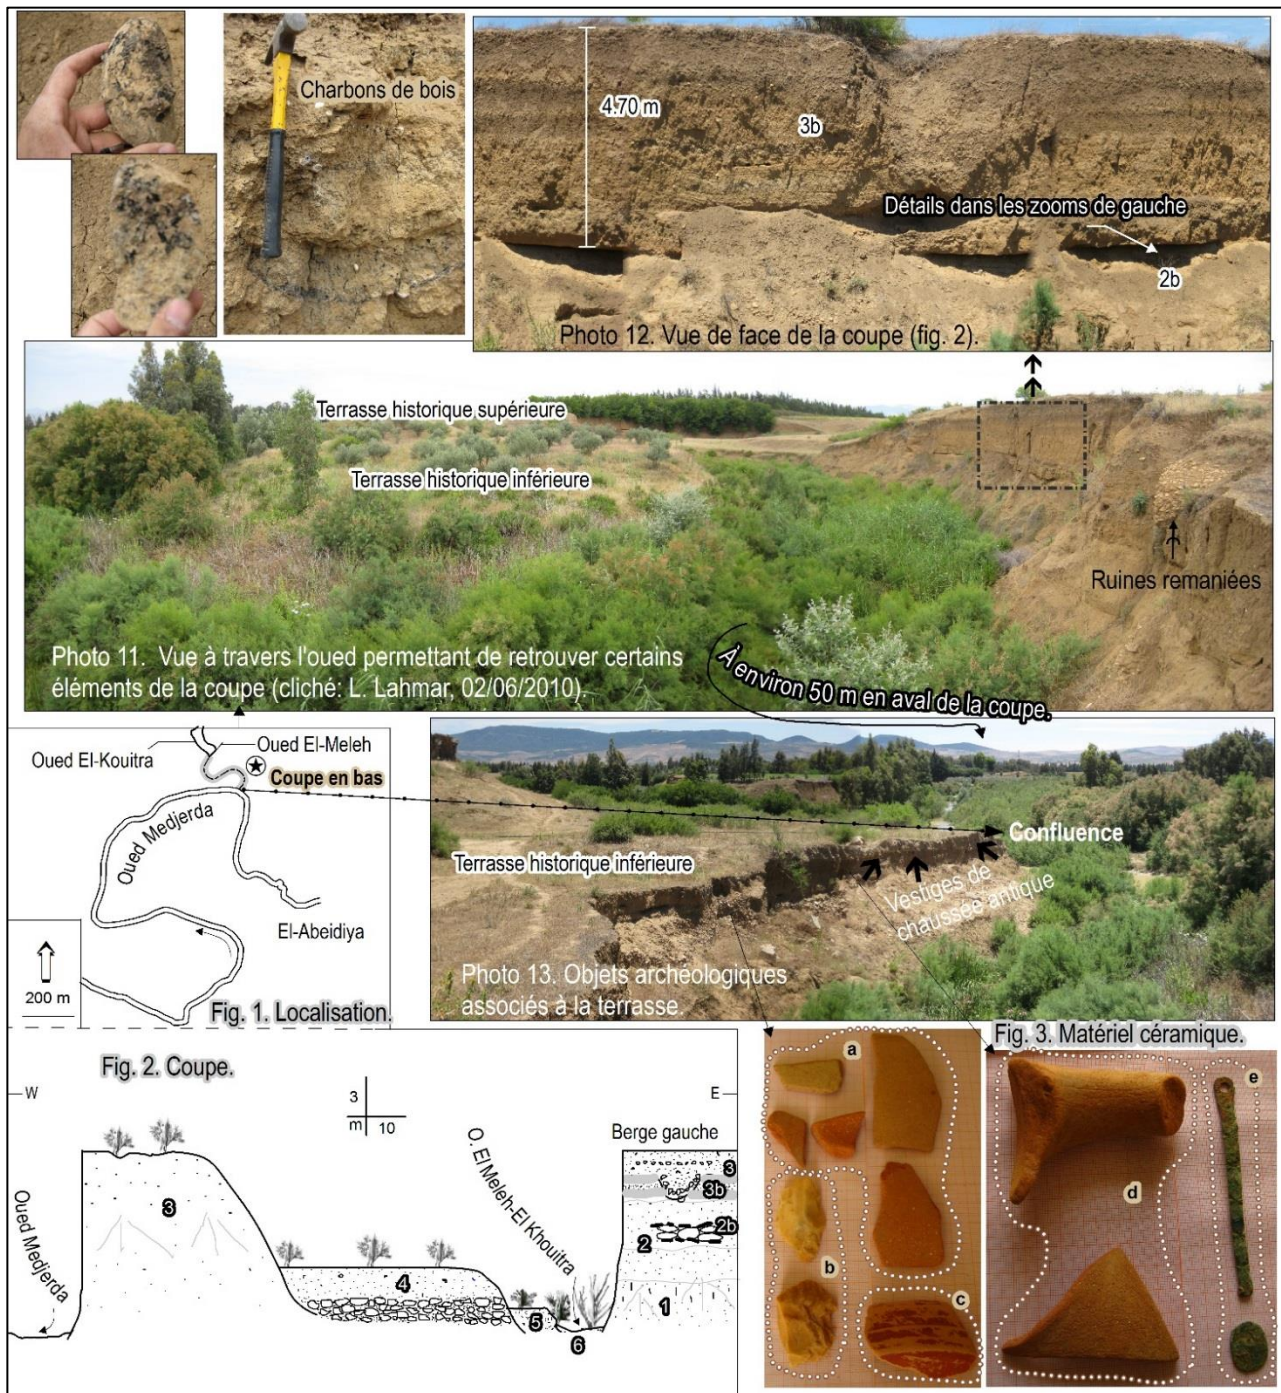 Charbons de bois
4.70 m
3b
Détails dans les zooms de gauche
2b
Photo 12. Vue de face de la coupe (fig. 2).
Terrasse historique supérieure
Terrasse historique inférieure
Ruines remaniées
Photo 11. Vue à travers l'oued permettant de retrouver certains
éléments de la coupe (cliché: L. Lahmar, 02/06/2010).
À environ 50 m en aval de la coupe.
Oued El-Kouitra
Oued El-Meleh
Coupe en bas
Oued Medjerda
El-Abeidiya
200 m
Fig. 1. Localisation.
Confluence
Terrasse historique inférieure
Vestiges de
chaussée antique
Photo 13. Objets archéologiques
associés à la terrasse.
Fig. 2. Coupe.
W
3
m 10
E
Berge gauche
Oued Medjerda
O. El Meleh-El Khouitra
3
3
3b
2b
2
4
1
5
6
Fig. 3. Matériel céramique.
a
b
c
d
e